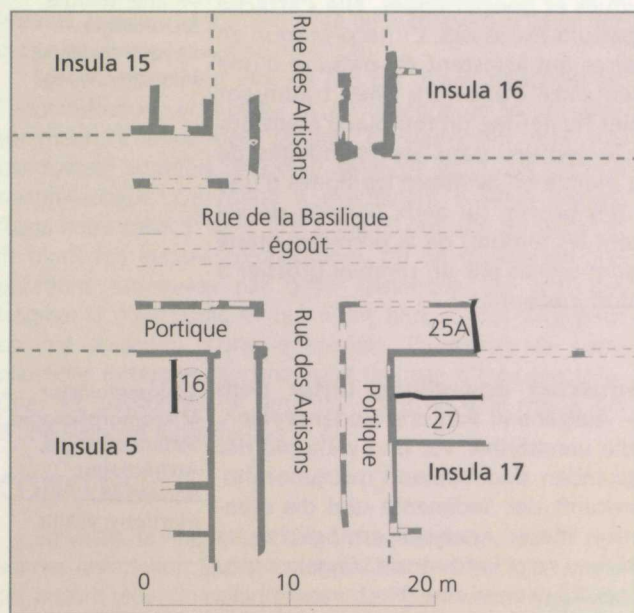 Insula 15
Rue des Artisans
Insula 16
Rue de la Basilique
égoût
Portique
25A
16
Rue des Artisans
Portique
27
Insula 5
Insula 17
0 10 20 m